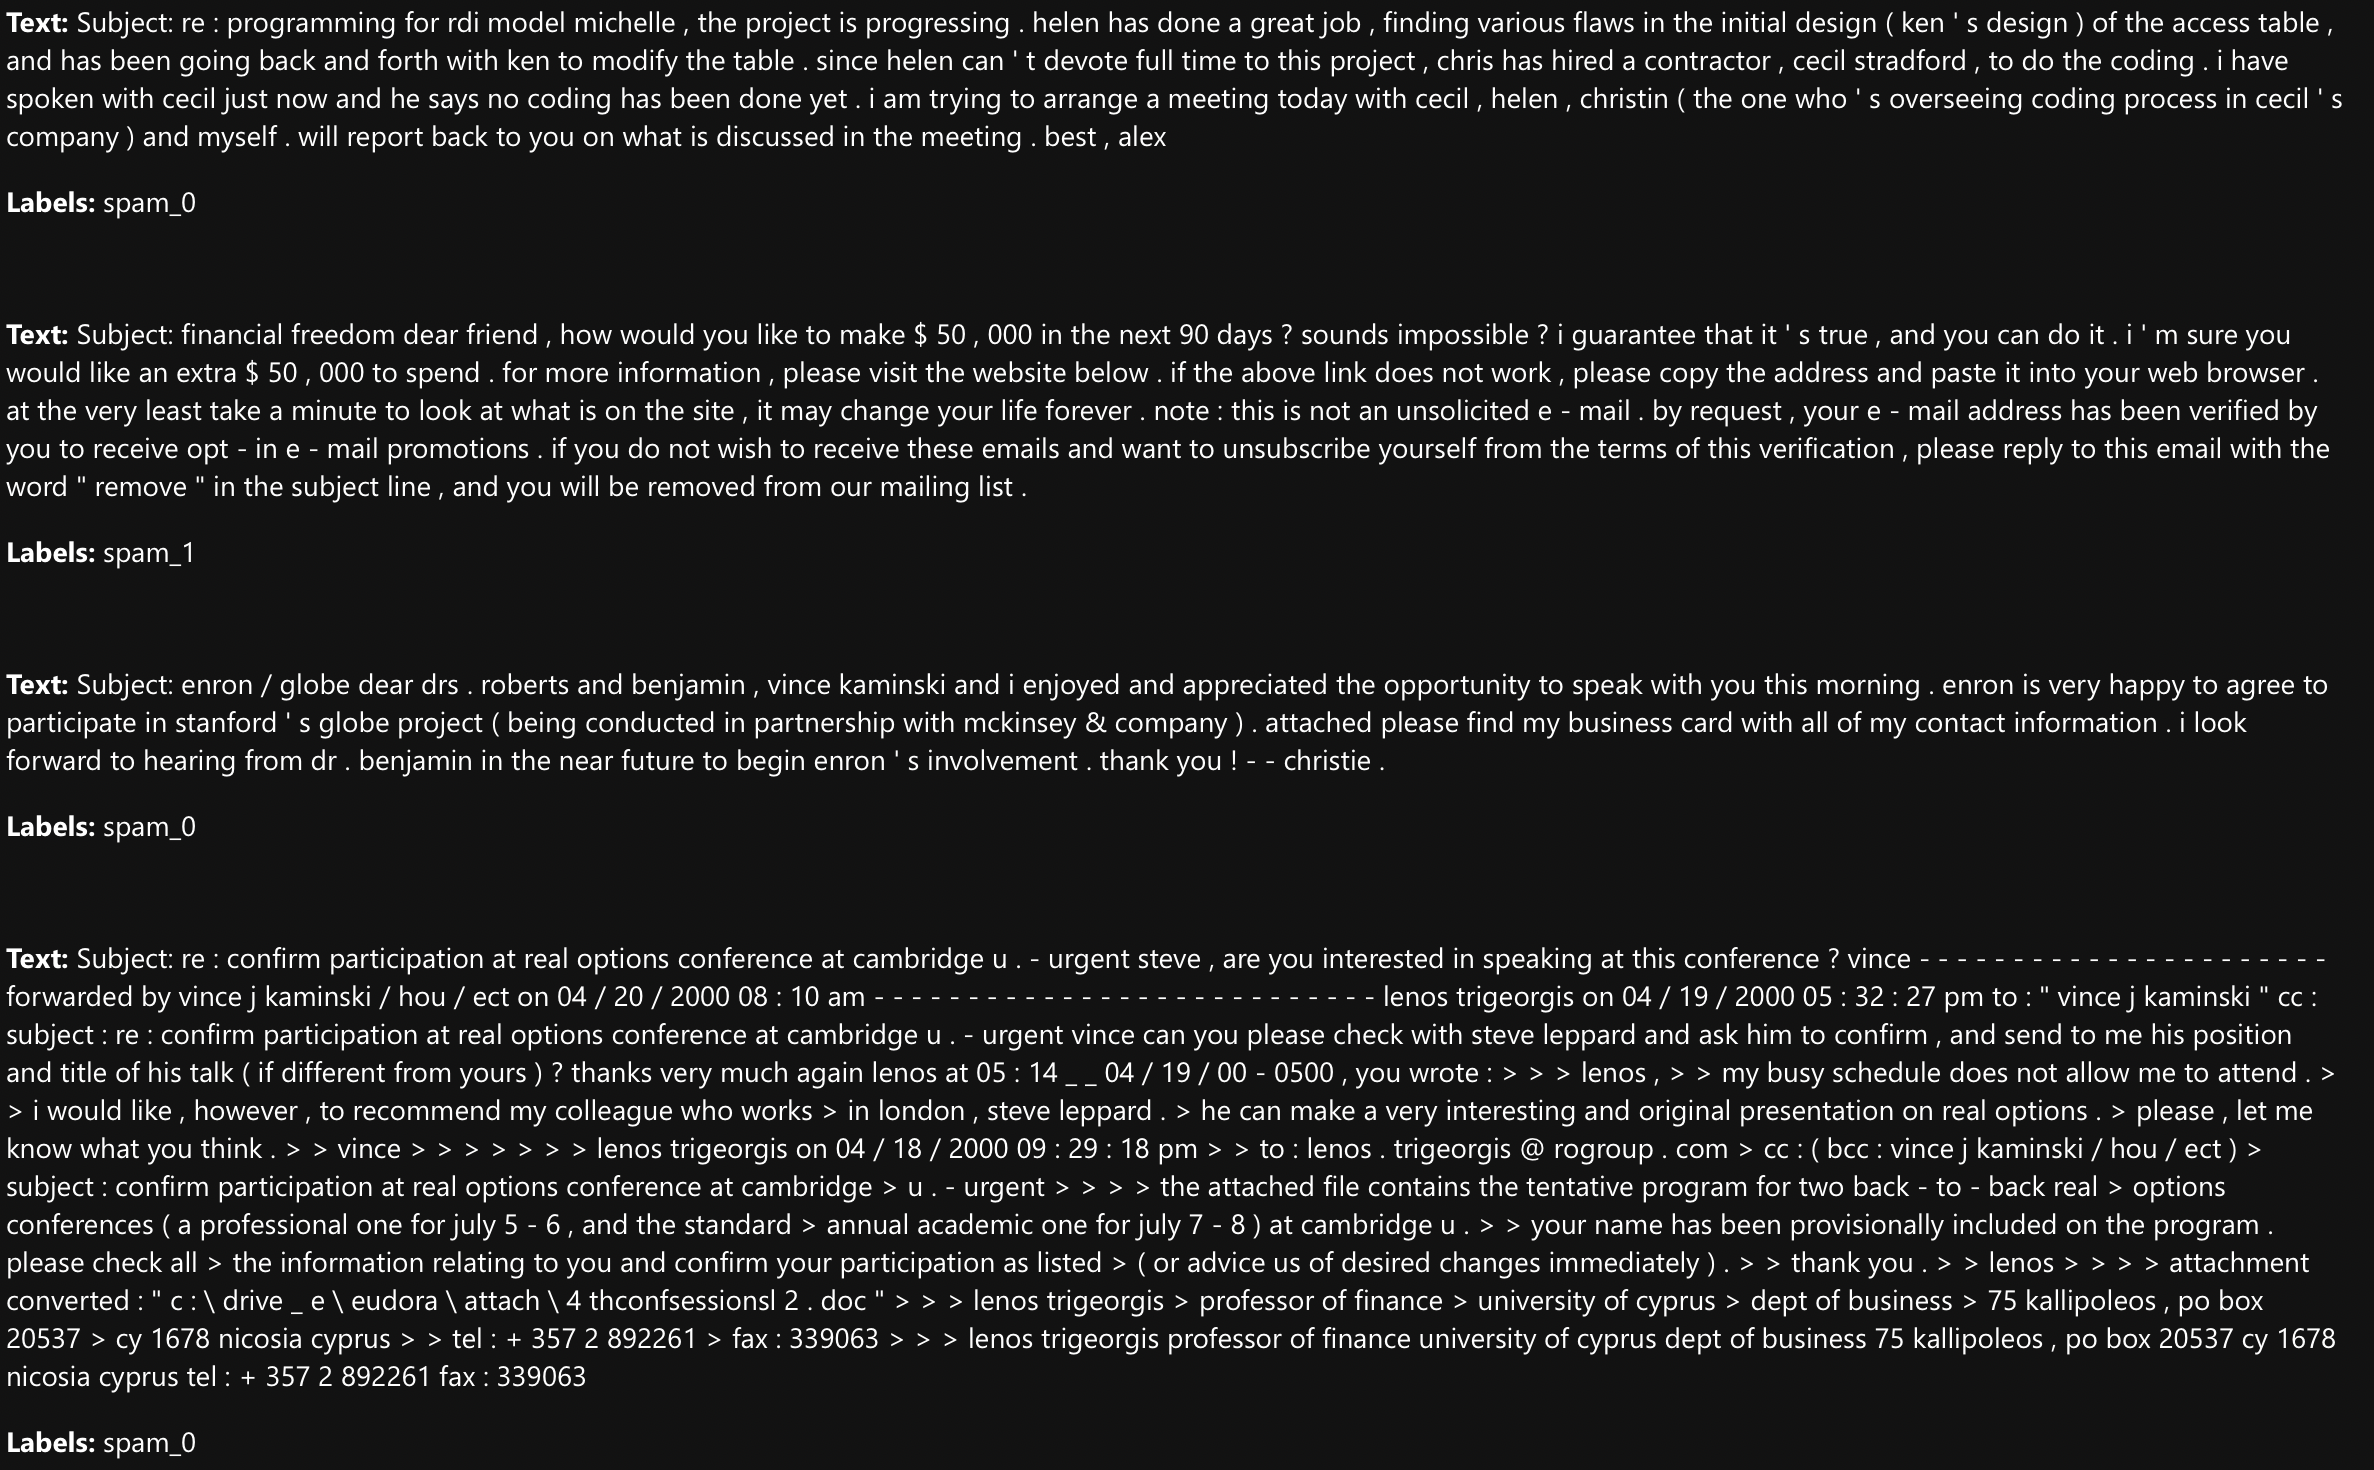 Text: Subject: re : programming for rdi model michelle , the project is progressing . helen has done a great job , finding various flaws in the initial design ( ken ' s design ) of the access table ,
and has been going back and forth with ken to modify the table . since helen can ' t devote full time to this project , chris has hired a contractor , cecil stradford , to do the coding . i have
spoken with cecil just now and he says no coding has been done yet . i am trying to arrange a meeting today with cecil , helen , christin ( the one who ' s overseeing coding process in cecil ' s
company ) and myself . will report back to you on what is discussed in the meeting . best , alex
Labels: spam_0
Text: Subject: financial freedom dear friend , how would you like to make $ 50 , 000 in the next 90 days ? sounds impossible ? i guarantee that it ' s true , and you can do it . i ' m sure you
would like an extra $ 50 , 000 to spend . for more information , please visit the website below . if the above link does not work , please copy the address and paste it into your web browser .
at the very least take a minute to look at what is on the site , it may change your life forever . note : this is not an unsolicited e - mail . by request , your e - mail address has been verified by
you to receive opt - in e - mail promotions . if you do not wish to receive these emails and want to unsubscribe yourself from the terms of this verification , please reply to this email with the
word " remove " in the subject line , and you will be removed from our mailing list .
Labels: spam_1
Text: Subject: enron / globe dear drs . roberts and benjamin , vince kaminski and i enjoyed and appreciated the opportunity to speak with you this morning . enron is very happy to agree to
participate in stanford ' s globe project ( being conducted in partnership with mckinsey & company ) . attached please find my business card with all of my contact information . i look
forward to hearing from dr . benjamin in the near future to begin enron ' s involvement . thank you ! - - christie .
Labels: spam_0
Text: Subject: re : confirm participation at real options conference at cambridge u . - urgent steve , are you interested in speaking at this conference ? vince - - - - - - - - - - - - - - - - - - - - - -
forwarded by vince j kaminski / hou / ect on 04 / 20 / 2000 08 : 10 am - - - - - - - - - - - - - - - - - - - - - - - - - - - lenos trigeorgis on 04 / 19 / 2000 05 : 32 : 27 pm to : " vince j kaminski " cc :
subject : re : confirm participation at real options conference at cambridge u . - urgent vince can you please check with steve leppard and ask him to confirm , and send to me his position
and title of his talk ( if different from yours ) ? thanks very much again lenos at 05 : 14 _ _ 04 / 19 / 00 - 0500 , you wrote : > > > lenos , > > my busy schedule does not allow me to attend . >
> i would like , however , to recommend my colleague who works > in london , steve leppard . > he can make a very interesting and original presentation on real options . > please , let me
know what you think . > > vince > > > > > > > lenos trigeorgis on 04 / 18 / 2000 09 : 29 : 18 pm > > to : lenos . trigeorgis @ rogroup . com > cc : ( bcc : vince j kaminski / hou / ect ) >
subject : confirm participation at real options conference at cambridge > u . - urgent > > > > the attached file contains the tentative program for two back - to - back real > options
conferences ( a professional one for july 5 - 6 , and the standard > annual academic one for july 7 - 8 ) at cambridge u . > > your name has been provisionally included on the program .
please check all > the information relating to you and confirm your participation as listed > ( or advice us of desired changes immediately ) . > > thank you . > > lenos > > > > attachment
converted : " c : \ drive _ e \ eudora \ attach \ 4 thconfsessionsl 2 . doc " > > > lenos trigeorgis > professor of finance > university of cyprus > dept of business > 75 kallipoleos , po box
20537 > cy 1678 nicosia cyprus > > tel : + 357 2 892261 > fax : 339063 > > > lenos trigeorgis professor of finance university of cyprus dept of business 75 kallipoleos , po box 20537 cy 1678
nicosia cyprus tel : + 357 2 892261 fax : 339063
Labels: spam_0